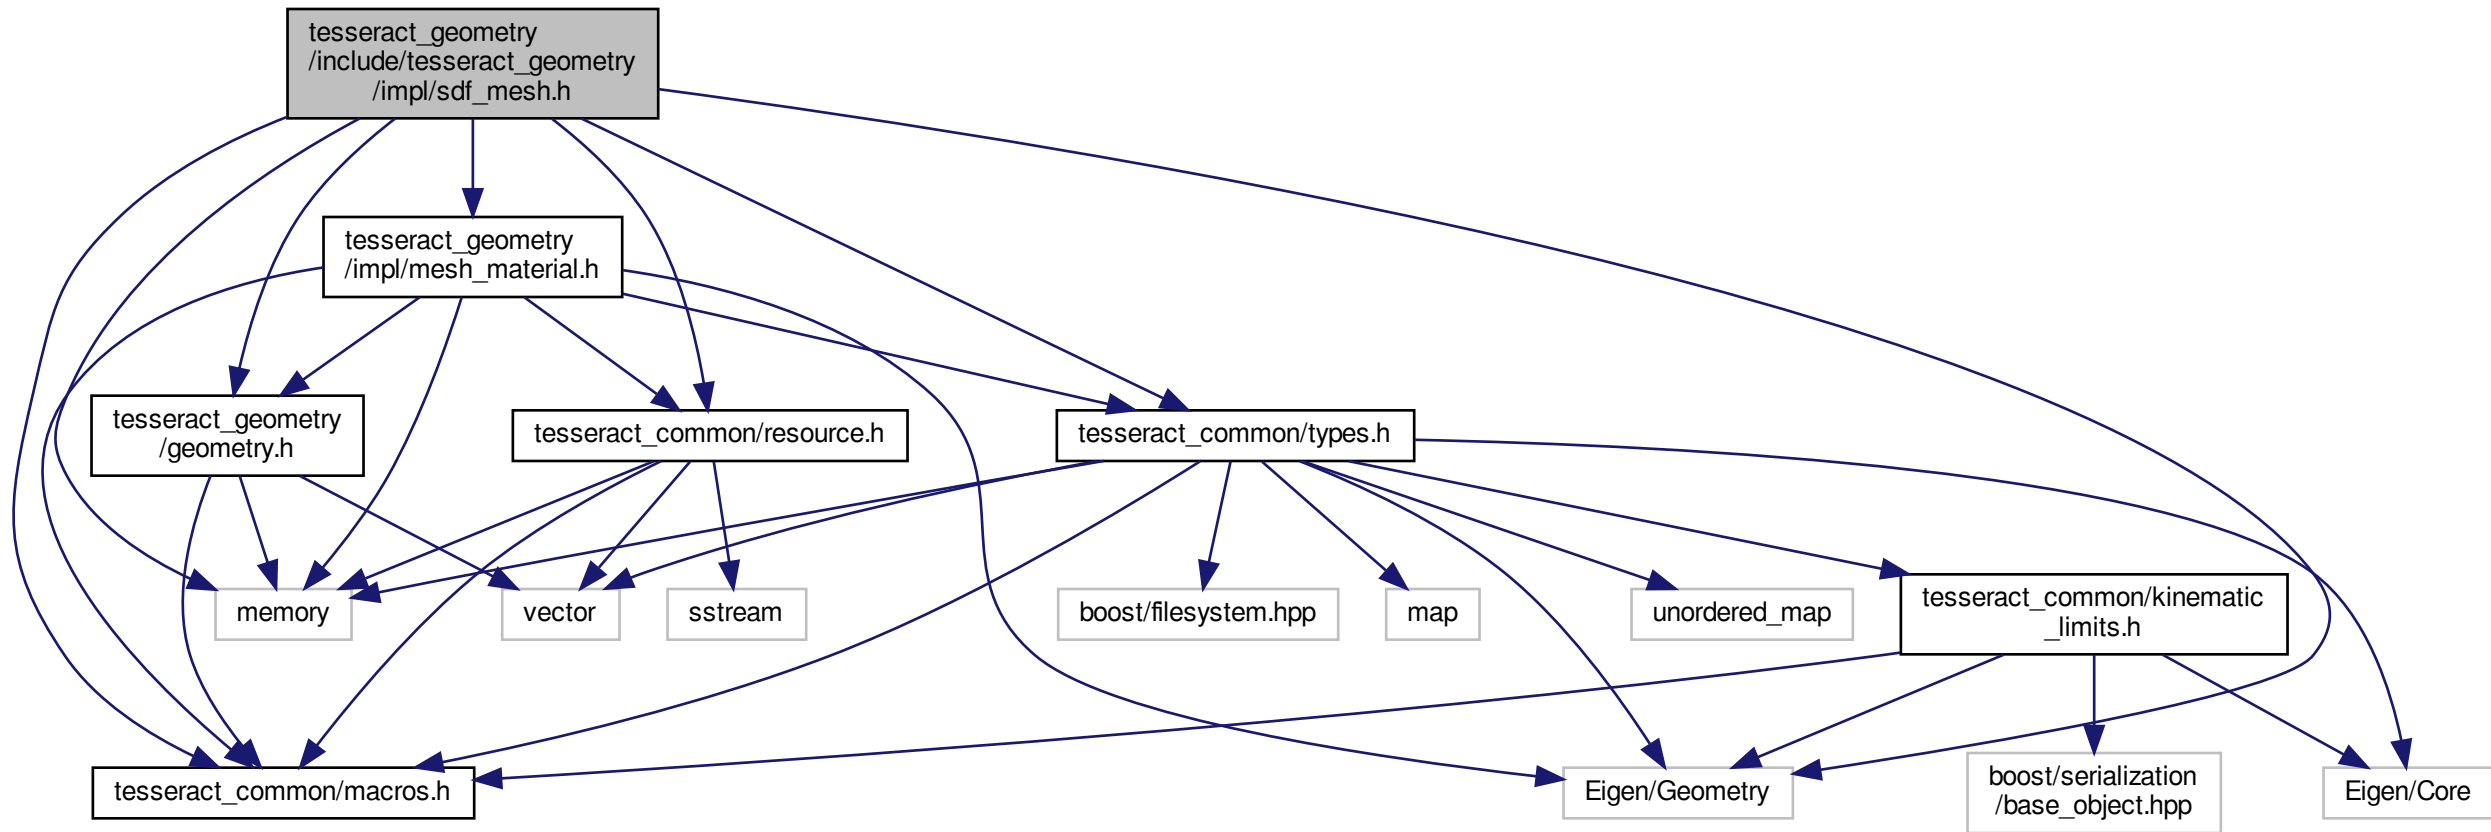 tesseract_geometry
/include/tesseract_geometry
/impl/sdf_mesh.h
tesseract_geometry
/impl/mesh_material.h
tesseract_geometry
/geometry.h
tesseract_common/resource.h
tesseract_common/types.h
memory
vector
sstream
boost/filesystem.hpp
map
unordered_map
tesseract_common/kinematic
_limits.h
tesseract_common/macros.h
Eigen/Geometry
boost/serialization
/base_object.hpp
Eigen/Core